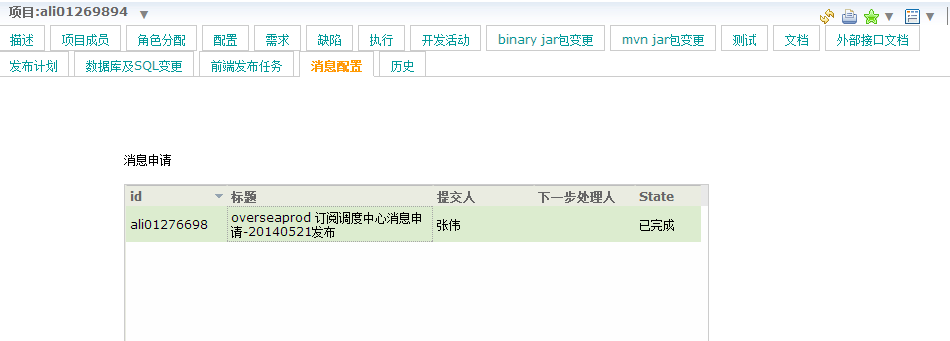 项目:ali01269894
描述 项目成员 角色分配 配置 需求 缺陷 执行 开发活动 binary jar包变更 mvn jar包变更 测试 文档 外部接口文档
发布计划 数据库及SQL变更 前端发布任务 消息配置 历史
消息申请
id 标题 提交人 下一步处理人 State
ali01276698 overseaprod 订阅调度中心消息申 张伟 已完成
请-20140521发布